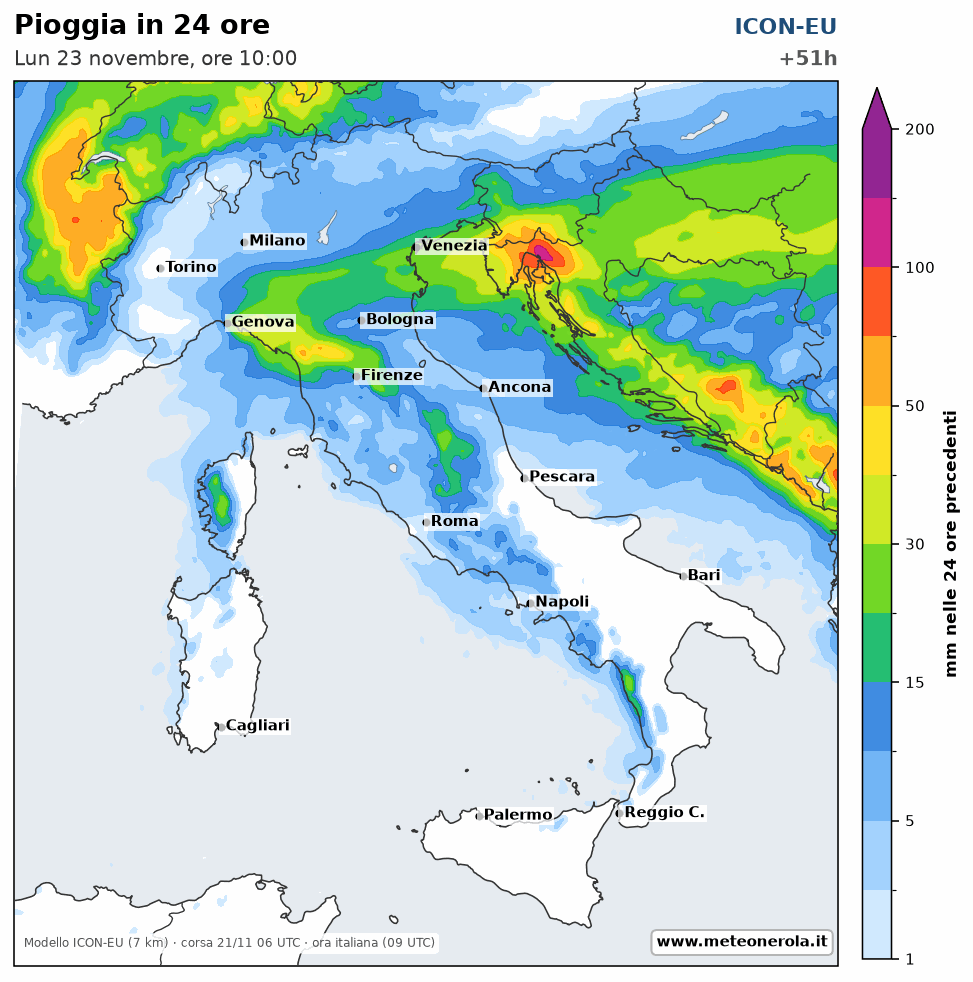 Pioggia in 24 ore
ICON-EU
Lun 23 novembre, ore 10:00
+51h
200
100
50
30
15
5
1
mm nelle 24 ore precedenti
Milano
Venezia
Torino
Genova
Bologna
Firenze
Ancona
Pescara
Roma
Bari
Napoli
Cagliari
Palermo
Reggio C.
Modello ICON-EU (7 km) · corsa 21/11 06 UTC · ora italiana (09 UTC)
www.meteonerola.it